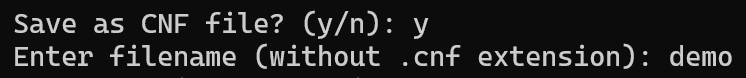 Save as CNF file? (y/n): y
Enter filename (without .cnf extension): demo